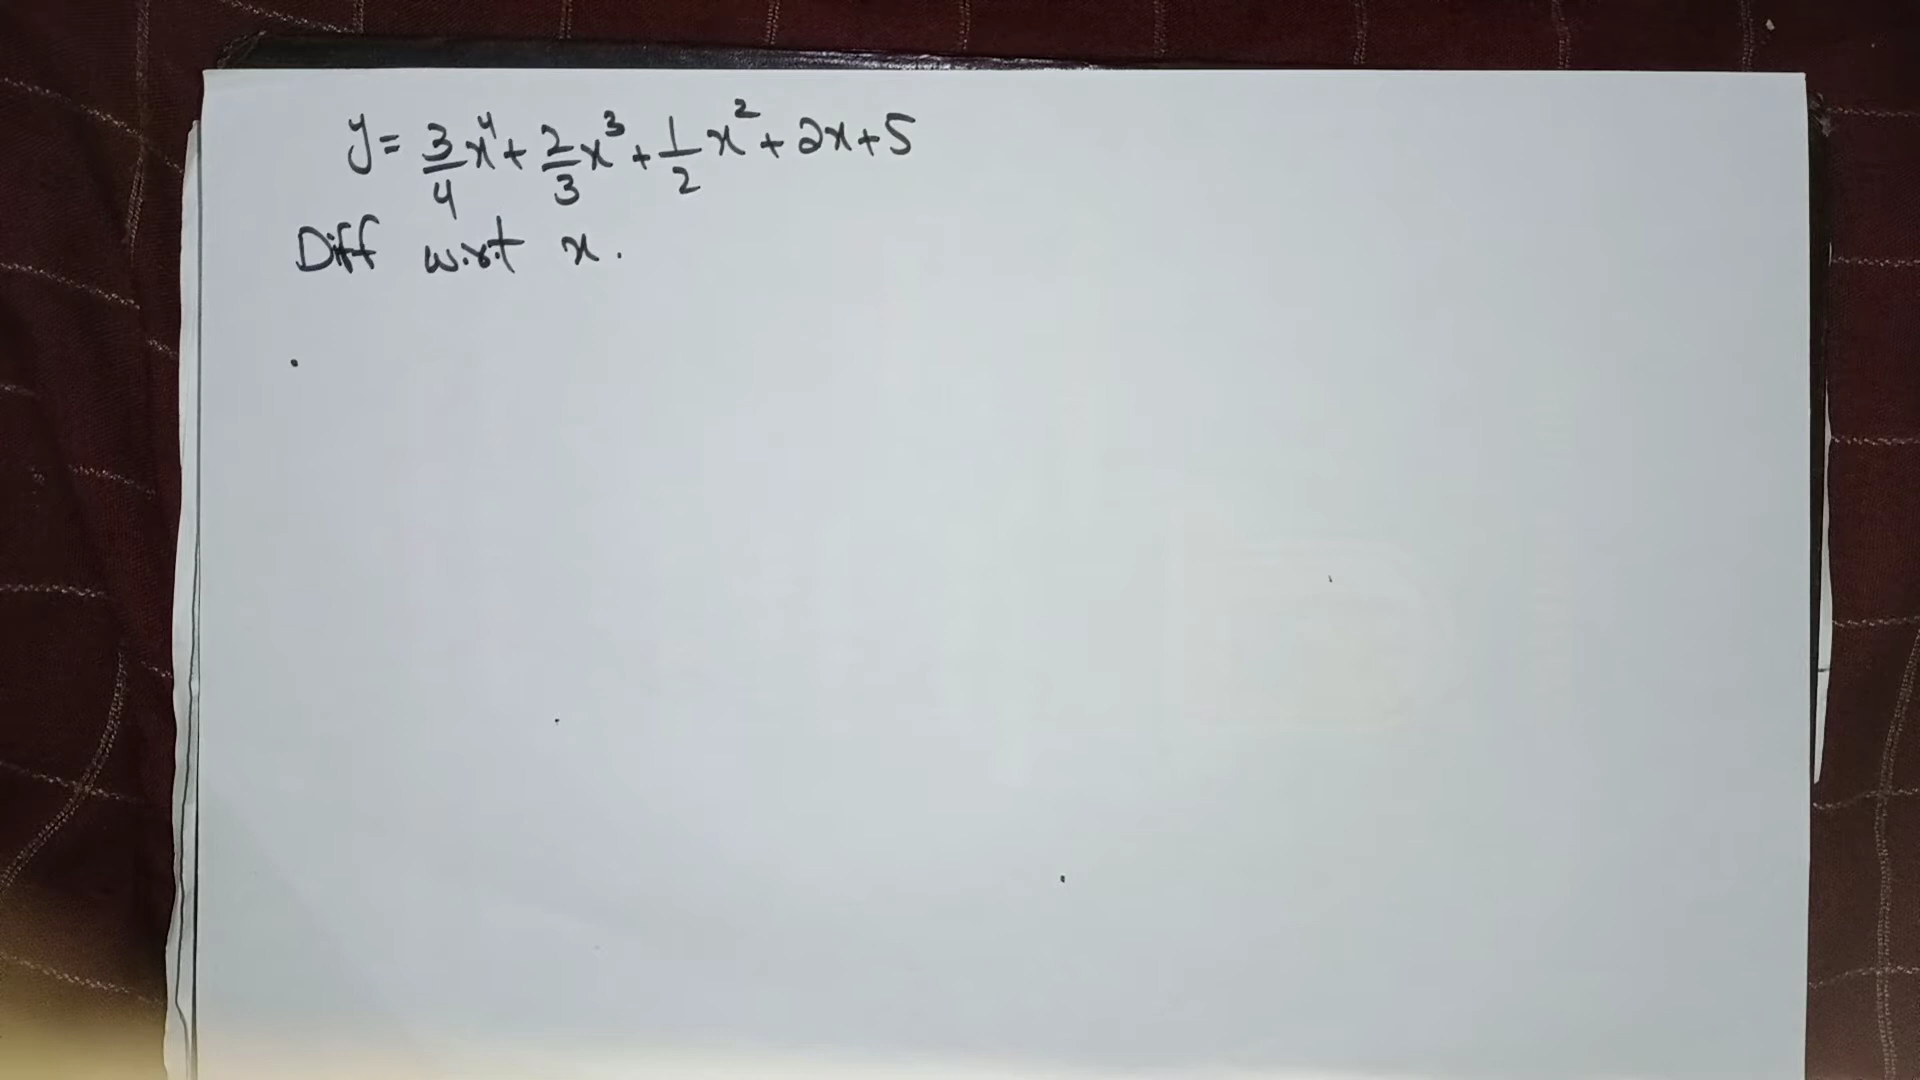 y = 3/4 x⁴ + 2/3 x³ + 1/2 x² + 2x + 5
Diff w.r.t x.